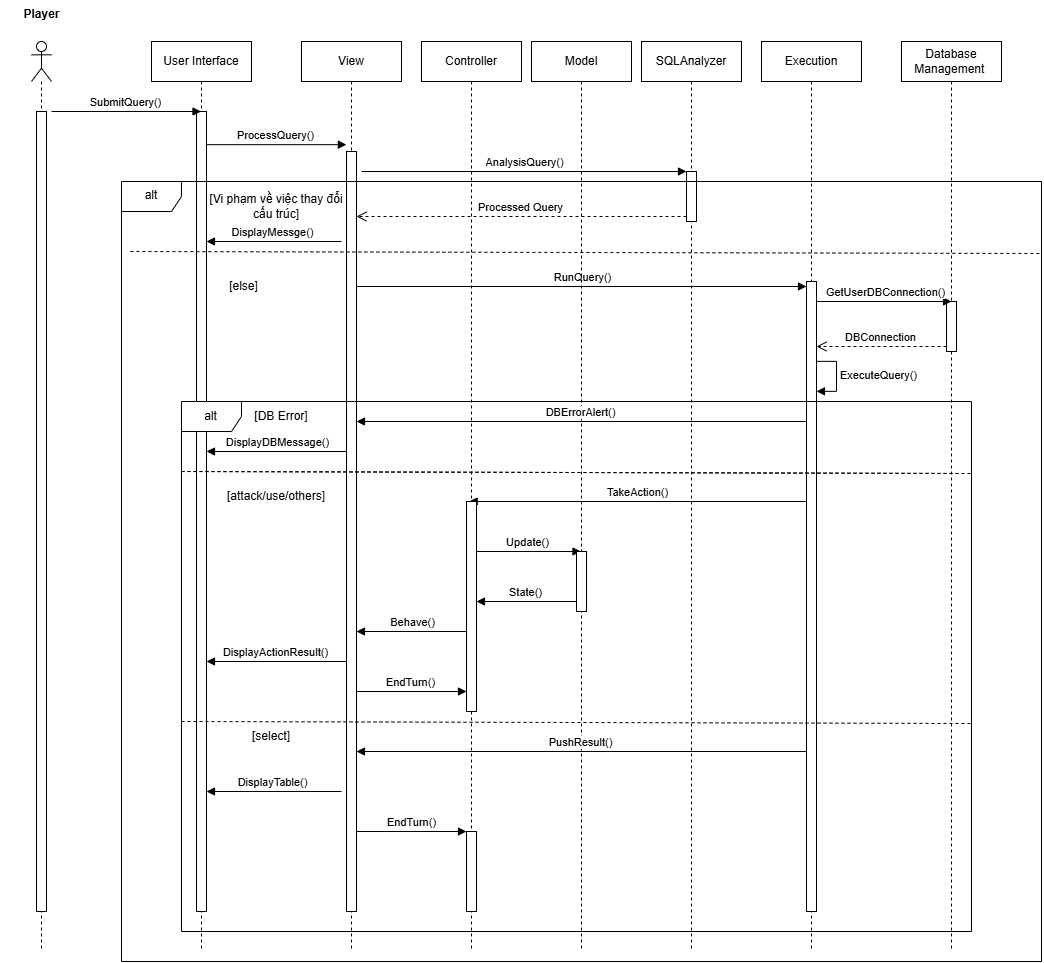 Player
User Interface
View
Controller
Model
SQLAnalyzer
Execution
Database
Management
SubmitQuery()
ProcessQuery()
AnalysisQuery()
alt
[Vi phạm về việc thay đổi
cấu trúc]
Processed Query
DisplayMessge()
[else]
RunQuery()
GetUserDBConnection()
DBConnection
ExecuteQuery()
alt
[DB Error]
DBErrorAlert()
DisplayDBMessage()
[attack/use/others]
TakeAction()
Update()
State()
Behave()
DisplayActionResult()
EndTurn()
[select]
PushResult()
DisplayTable()
EndTurn()